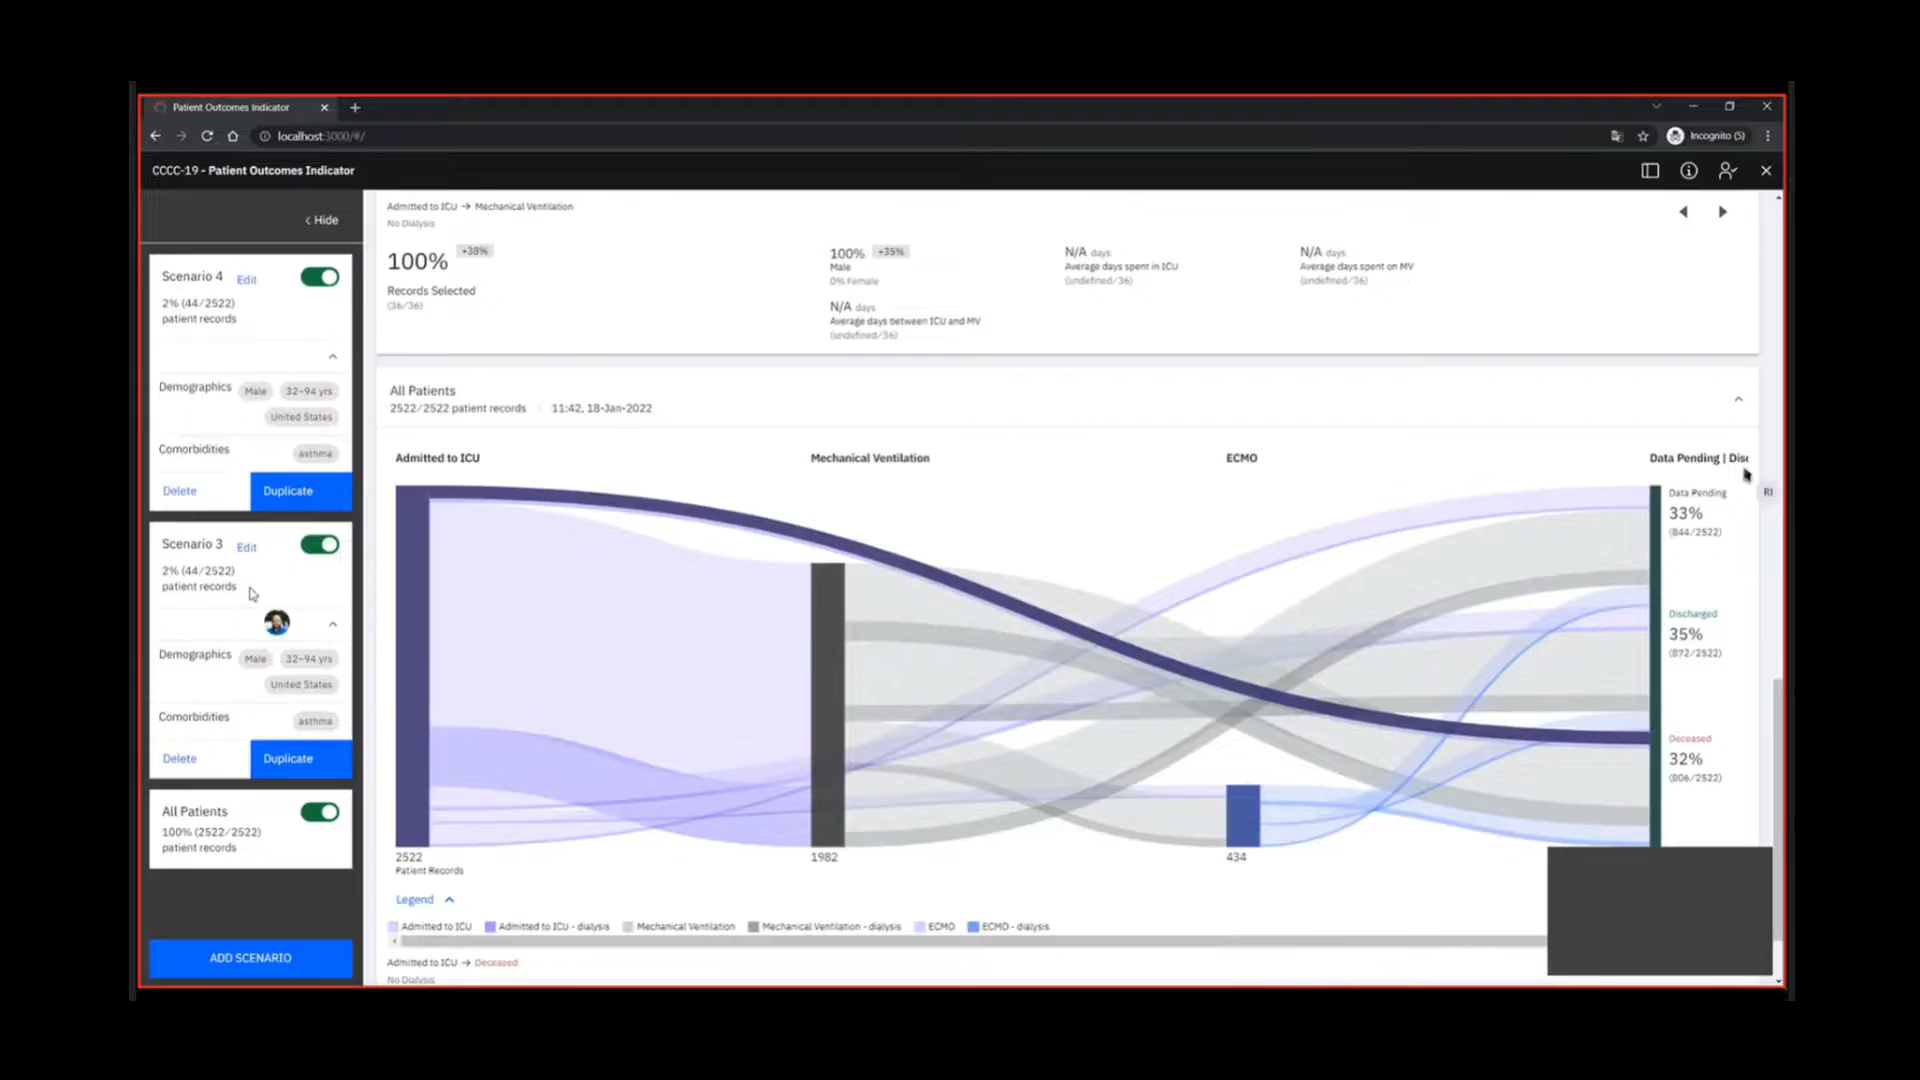 Patient Outcomes Indicator
localhost:3000/#/
Incognito (5)
CCCC-19 - Patient Outcomes Indicator
< Hide
Scenario 4 Edit
2% (44/2522)
patient records
Demographics Male 32-94 yrs
United States
Comorbidities asthma
Delete Duplicate
Scenario 3 Edit
2% (44/2522)
patient records
Demographics Male 32-94 yrs
United States
Comorbidities asthma
Delete Duplicate
All Patients
100% (2522/2522)
patient records
ADD SCENARIO
Admitted to ICU → Mechanical Ventilation
No Dialysis
100% +38%
Records Selected
(36/36)
100% +35%
Male
0% Female
N/A days
Average days between ICU and MV
(undefined/36)
N/A days
Average days spent in ICU
(undefined/36)
N/A days
Average days spent on MV
(undefined/36)
All Patients
2522/2522 patient records | 11:42, 18-Jan-2022
Admitted to ICU Mechanical Ventilation ECMO Data Pending | Disc
RI
Data Pending
33%
(844/2522)
Discharged
35%
(872/2522)
Deceased
32%
(806/2522)
2522 1982 434
Patient Records
Legend
Admitted to ICU Admitted to ICU - dialysis Mechanical Ventilation Mechanical Ventilation - dialysis ECMO ECMO - dialysis
Admitted to ICU → Deceased
No Dialysis